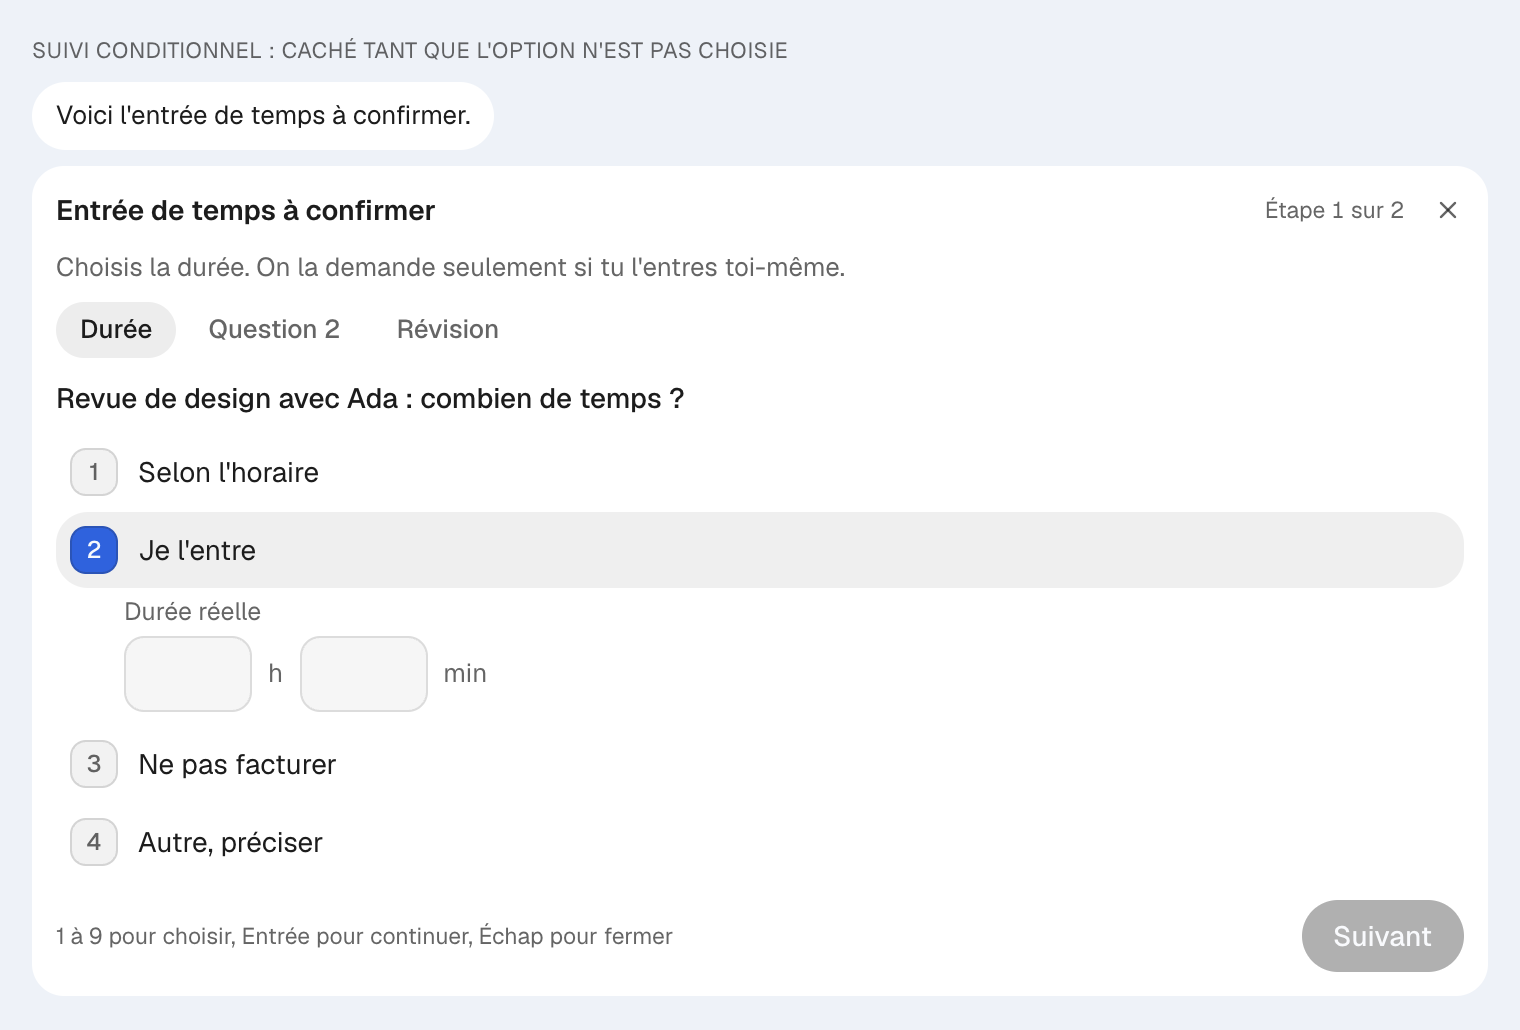 SUIVI CONDITIONNEL : CACHÉ TANT QUE L'OPTION N'EST PAS CHOISIE
Voici l'entrée de temps à confirmer.
Entrée de temps à confirmer
Étape 1 sur 2
Choisis la durée. On la demande seulement si tu l'entres toi-même.
Durée Question 2 Révision
Revue de design avec Ada : combien de temps ?
1 Selon l'horaire
2 Je l'entre
Durée réelle
h min
3 Ne pas facturer
4 Autre, préciser
1 à 9 pour choisir, Entrée pour continuer, Échap pour fermer
Suivant